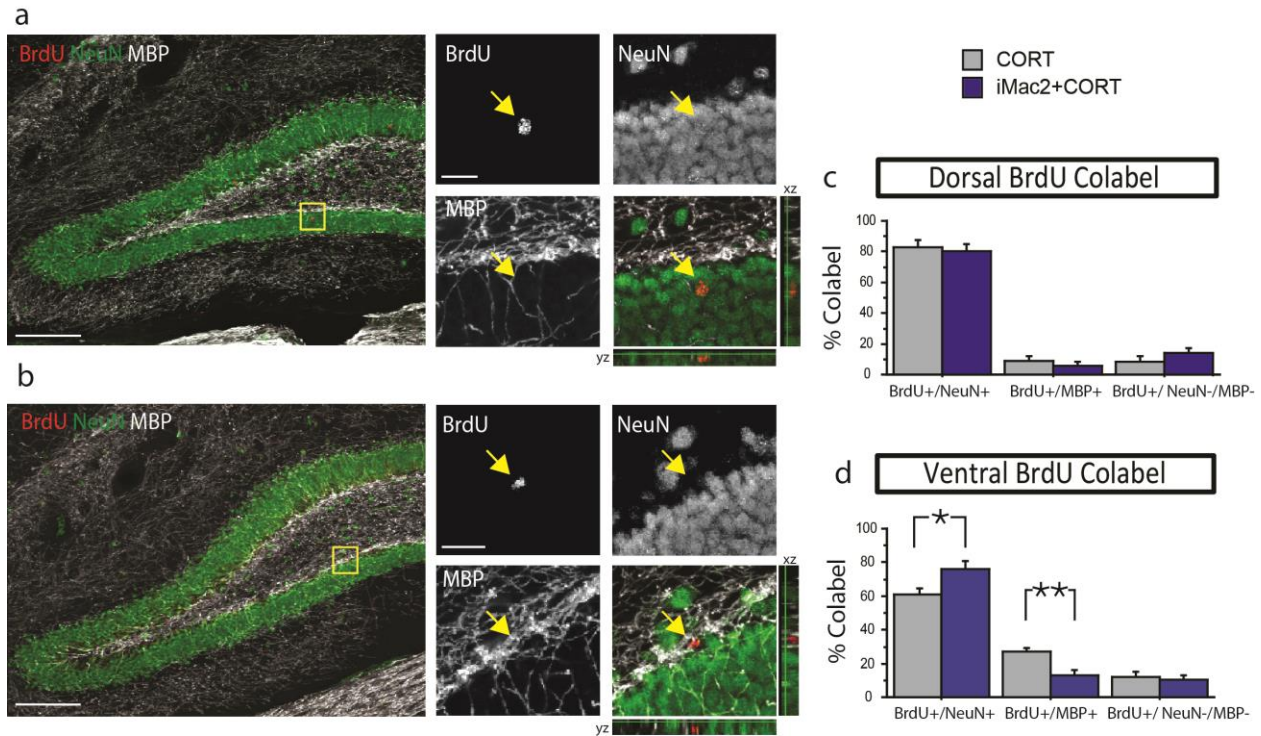 a
BrdU NeuN MBP
BrdU
NeuN
MBP
xz
yz
b
BrdU NeuN MBP
BrdU
NeuN
MBP
xz
yz
CORT
iMac2+CORT
c
Dorsal BrdU Colabel
% Colabel
100
80
60
40
20
0
BrdU+/NeuN+
BrdU+/MBP+
BrdU+/ NeuN-/MBP-
d
Ventral BrdU Colabel
% Colabel
100
80
60
40
20
0
*
**
BrdU+/NeuN+
BrdU+/MBP+
BrdU+/ NeuN-/MBP-